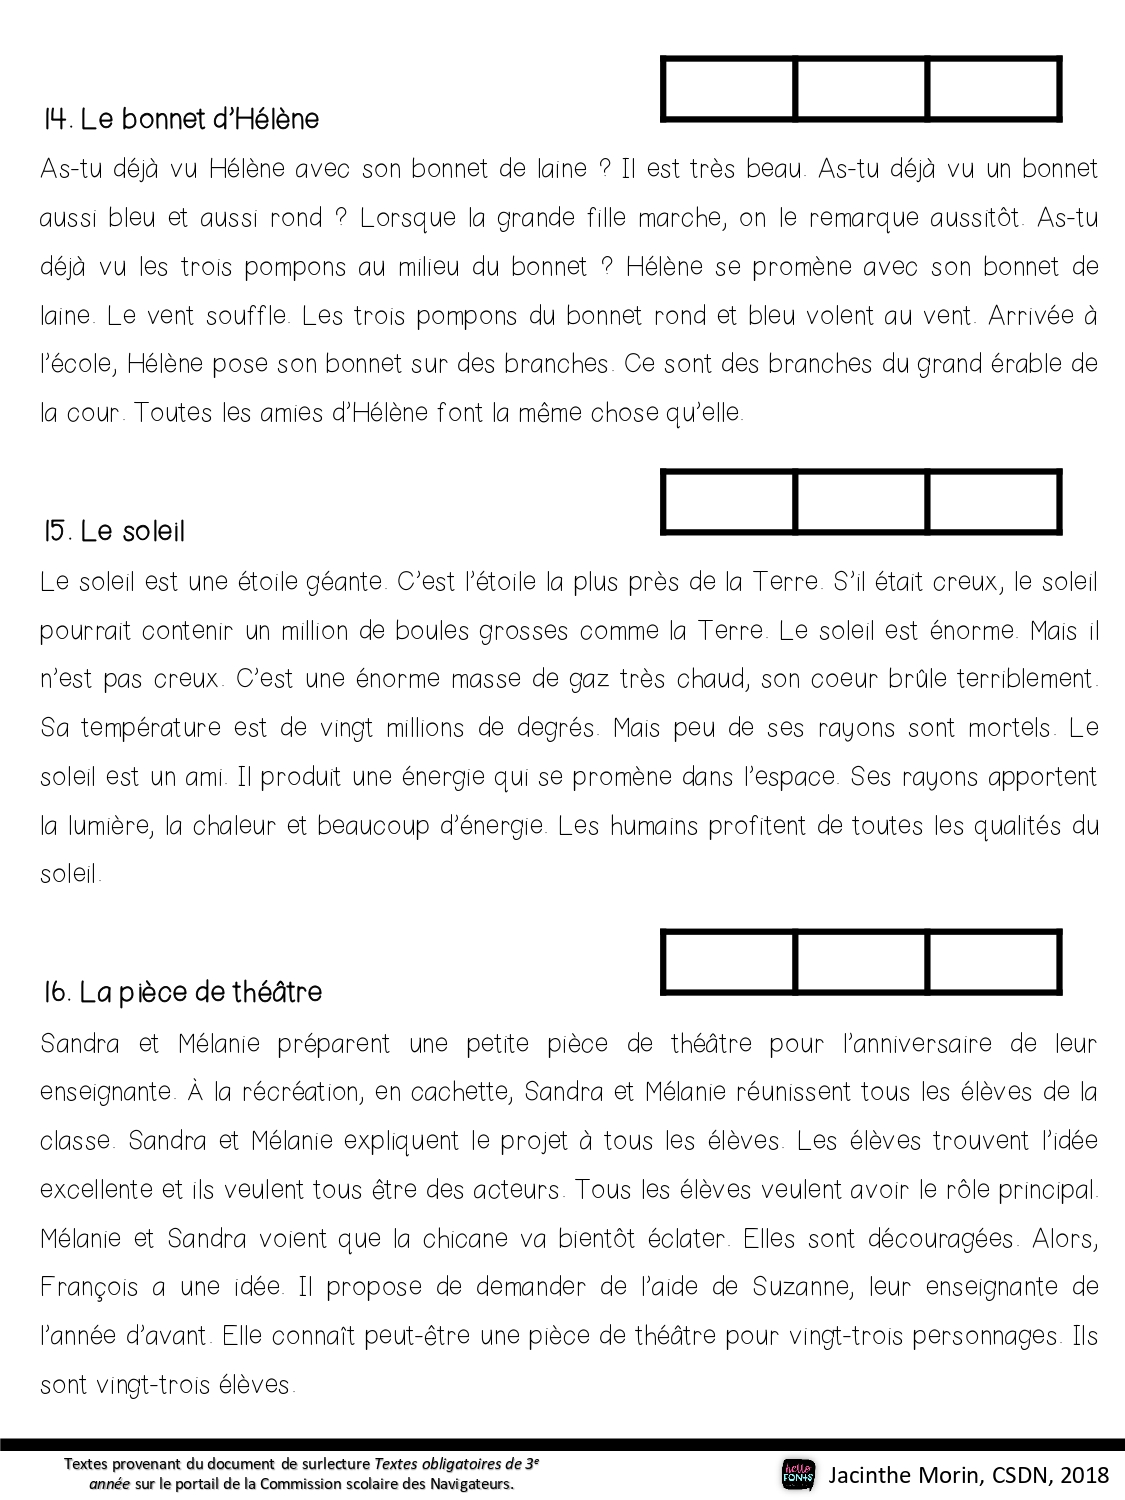 14. Le bonnet d’Hélène
As-tu déjà vu Hélène avec son bonnet de laine ? Il est très beau. As-tu déjà vu un bonnet
aussi bleu et aussi rond ? Lorsque la grande fille marche, on le remarque aussitôt. As-tu
déjà vu les trois pompons au milieu du bonnet ? Hélène se promène avec son bonnet de
laine. Le vent souffle. Les trois pompons du bonnet rond et bleu volent au vent. Arrivée à
l’école, Hélène pose son bonnet sur des branches. Ce sont des branches du grand érable de
la cour. Toutes les amies d’Hélène font la même chose qu’elle.
15. Le soleil
Le soleil est une étoile géante. C’est l’étoile la plus près de la Terre. S’il était creux, le soleil
pourrait contenir un million de boules grosses comme la Terre. Le soleil est énorme. Mais il
n’est pas creux. C’est une énorme masse de gaz très chaud, son coeur brûle terriblement.
Sa température est de vingt millions de degrés. Mais peu de ses rayons sont mortels. Le
soleil est un ami. Il produit une énergie qui se promène dans l’espace. Ses rayons apportent
la lumière, la chaleur et beaucoup d’énergie. Les humains profitent de toutes les qualités du
soleil.
16. La pièce de théâtre
Sandra et Mélanie préparent une petite pièce de théâtre pour l’anniversaire de leur
enseignante. À la récréation, en cachette, Sandra et Mélanie réunissent tous les élèves de la
classe. Sandra et Mélanie expliquent le projet à tous les élèves. Les élèves trouvent l’idée
excellente et ils veulent tous être des acteurs. Tous les élèves veulent avoir le rôle principal.
Mélanie et Sandra voient que la chicane va bientôt éclater. Elles sont découragées. Alors,
François a une idée. Il propose de demander de l’aide de Suzanne, leur enseignante de
l’année d’avant. Elle connaît peut-être une pièce de théâtre pour vingt-trois personnages. Ils
sont vingt-trois élèves.
Textes provenant du document de surlecture Textes obligatoires de 3e
année sur le portail de la Commission scolaire des Navigateurs.
hello
FONTS
Jacinthe Morin, CSDN, 2018